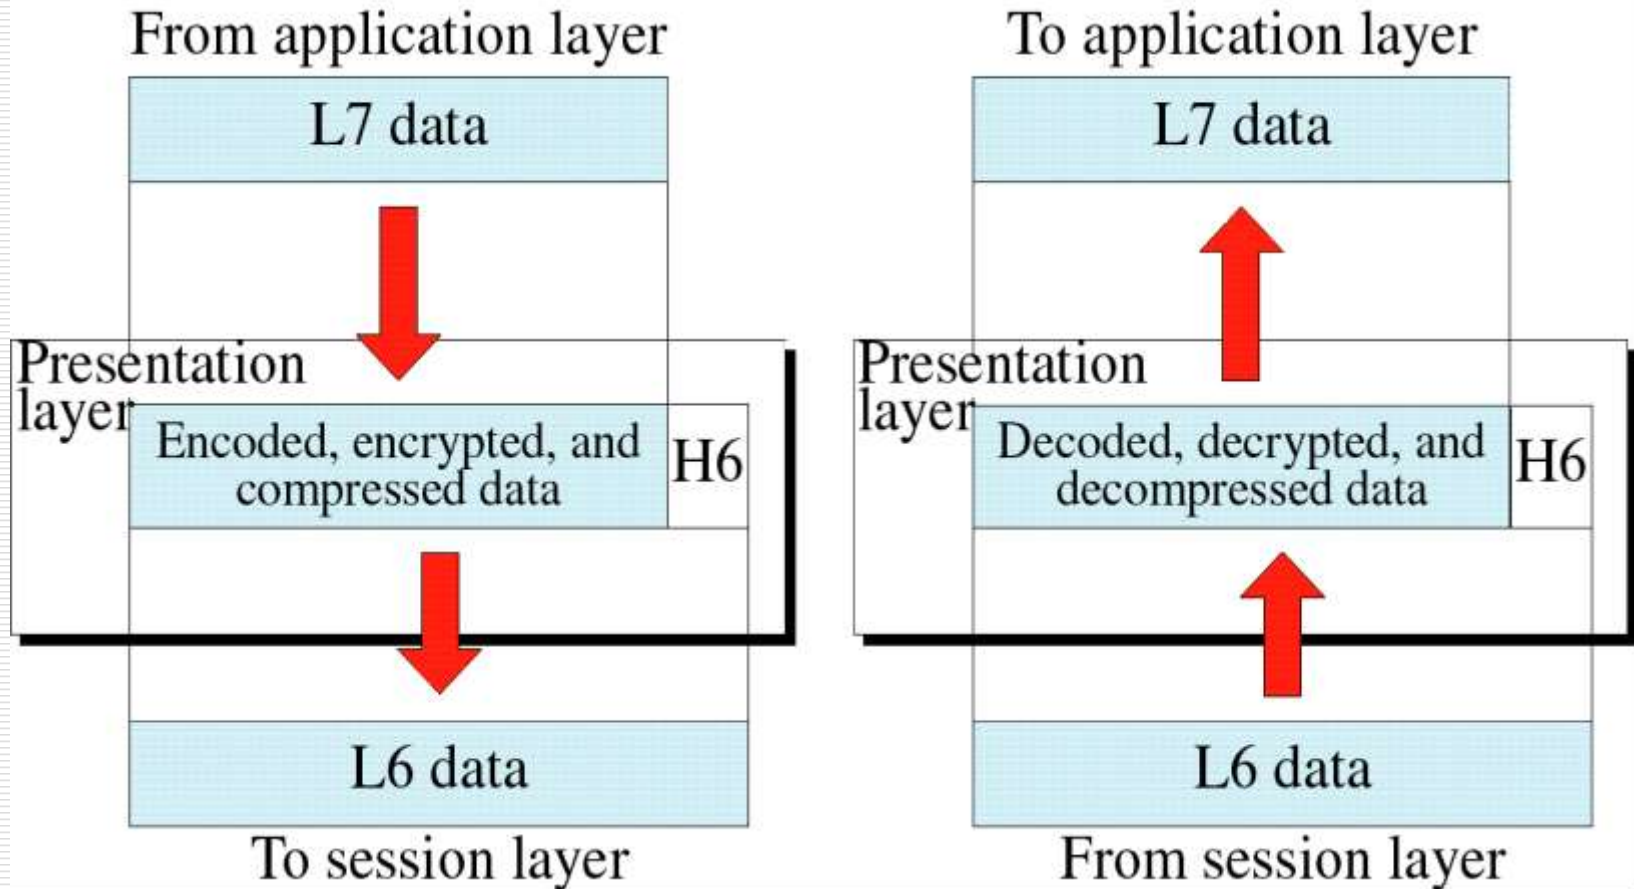 From application layer
L7 data
Presentation
layer
Encoded, encrypted, and
compressed data
H6
L6 data
To session layer
To application layer
L7 data
Presentation
layer
Decoded, decrypted, and
decompressed data
H6
L6 data
From session layer